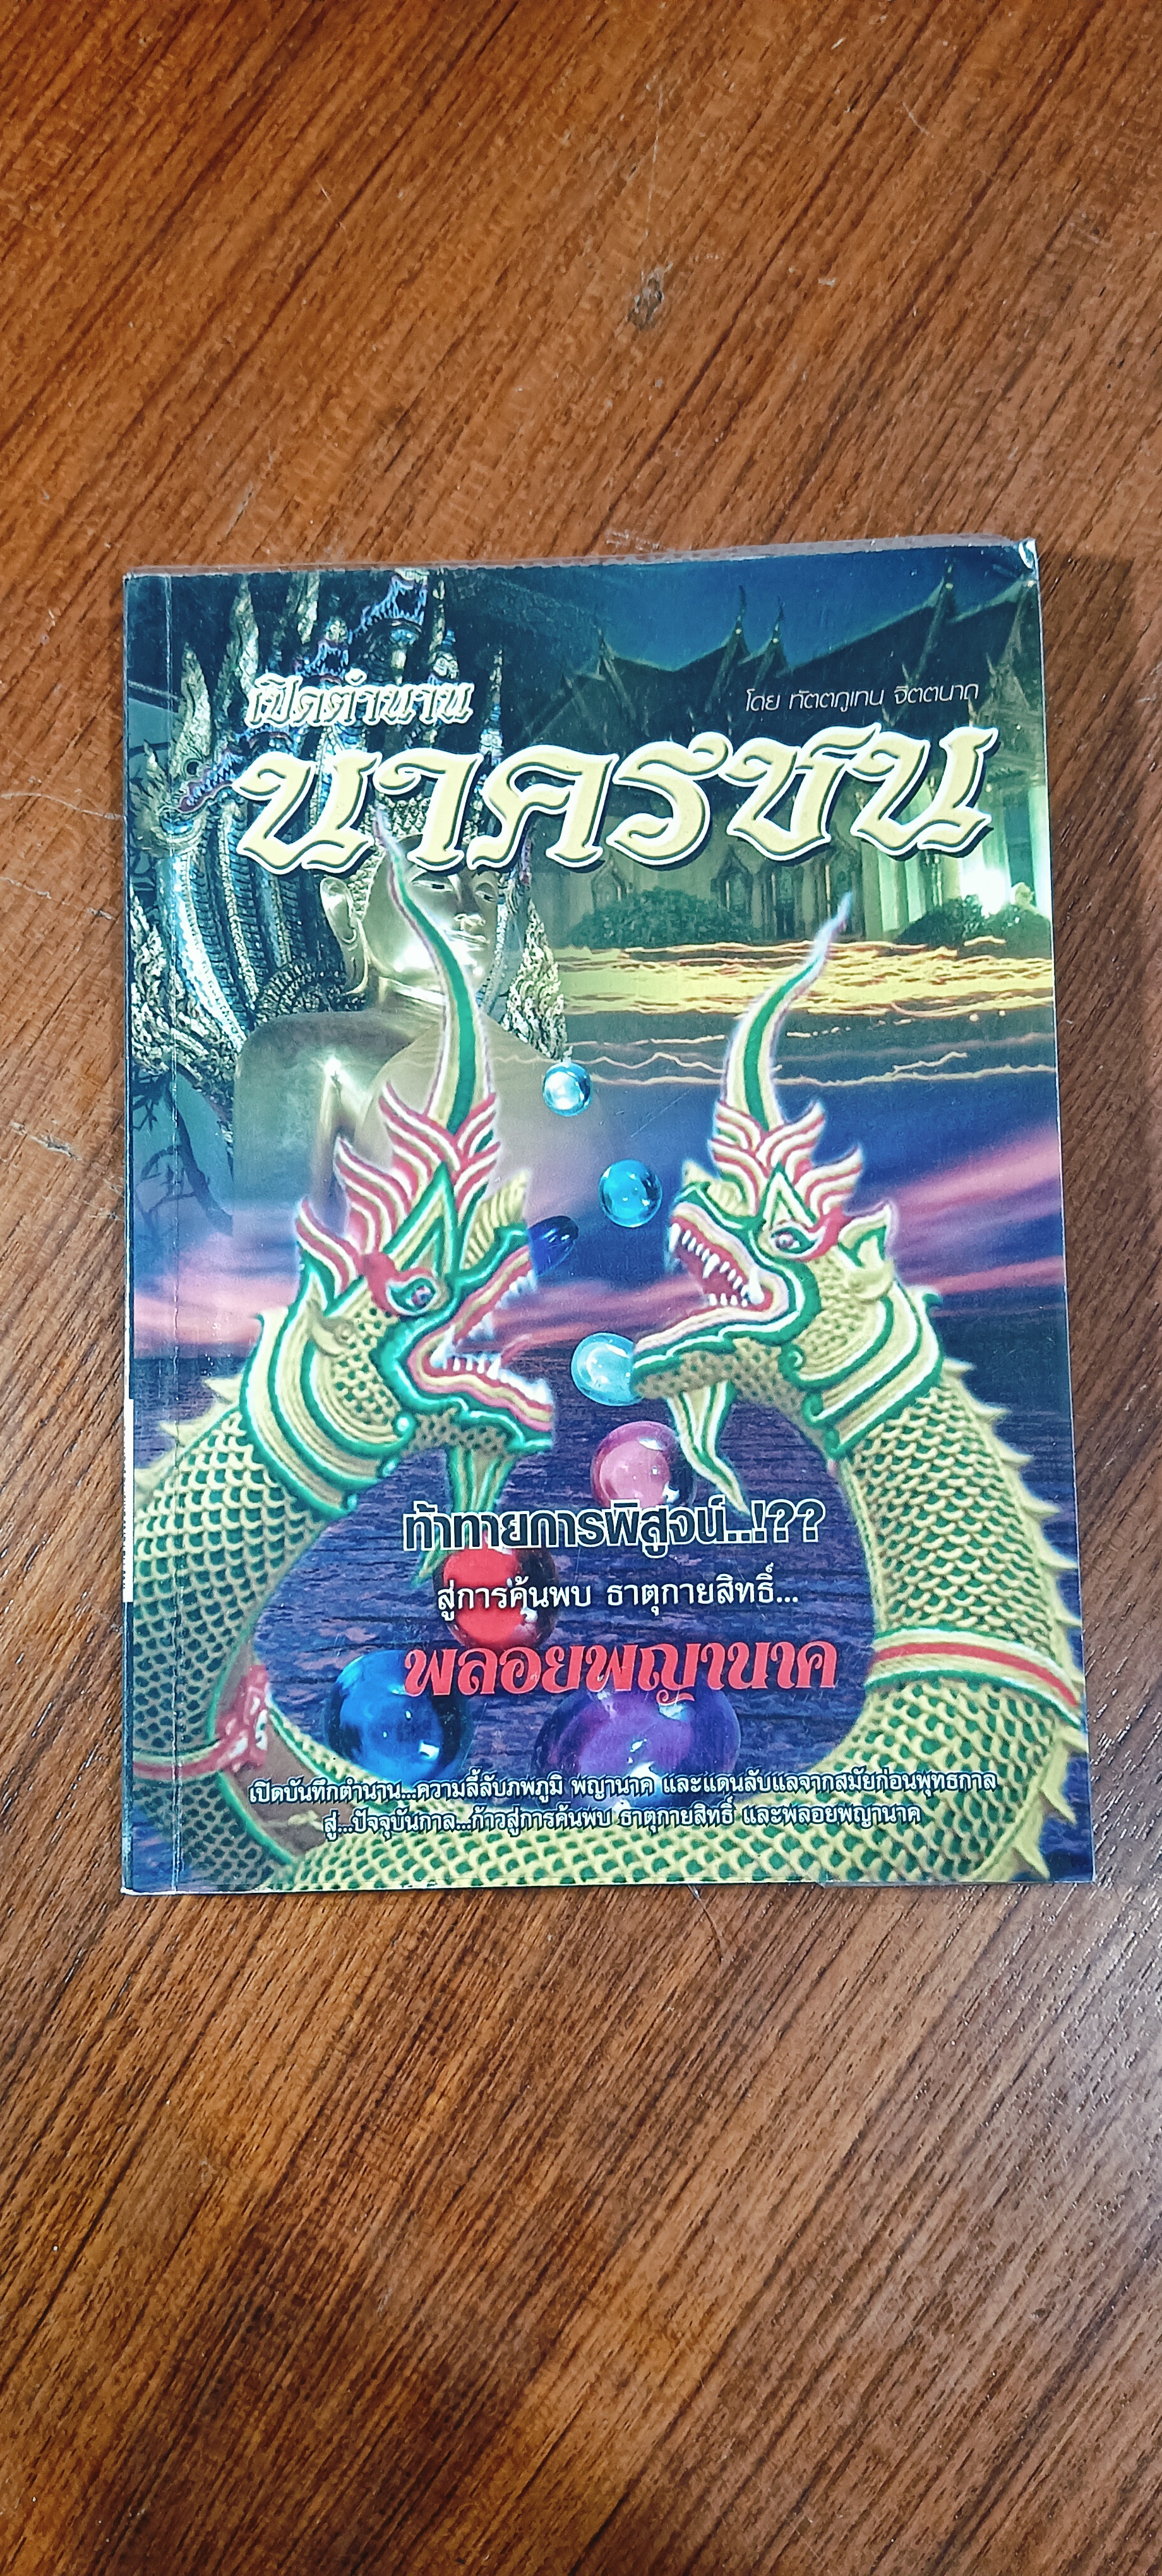 เปิดตำนาน
โดย ทัตตภูเทน จิตตนาถ
นาครชน
ท้าทายการพิสูจน์..!??
สู่การค้นพบ ธาตุกายสิทธิ์...
พลอยพญานาค
เปิดบันทึกตำนาน...ความลี้ลับภพภูมิ พญานาค และแดนลับแลจากสมัยก่อนพุทธกาล
สู่...ปัจจุบันกาล...ก้าวสู่การค้นพบ ธาตุกายสิทธิ์ และพลอยพญานาค